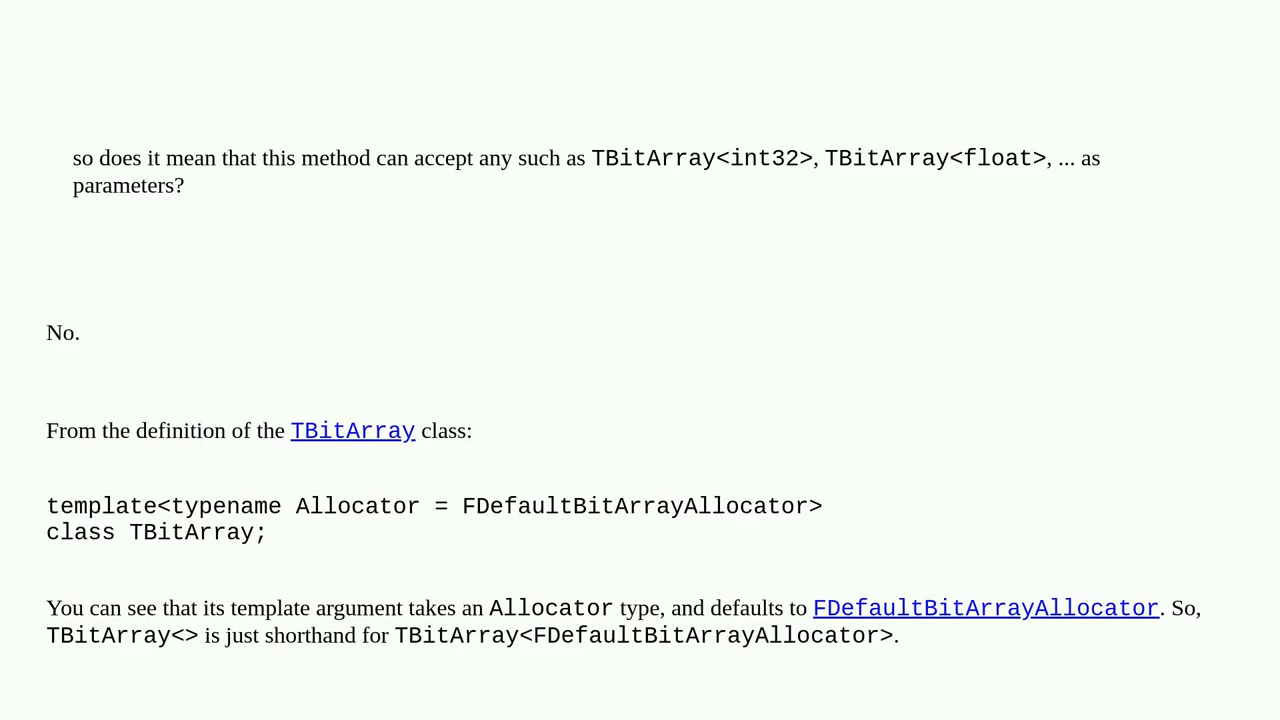 so does it mean that this method can accept any such as TBitArray<int32>, TBitArray<float>, ... as
parameters?
No.
From the definition of the TBitArray class:
template<typename Allocator = FDefaultBitArrayAllocator>
class TBitArray;
You can see that its template argument takes an Allocator type, and defaults to FDefaultBitArrayAllocator. So,
TBitArray<> is just shorthand for TBitArray<FDefaultBitArrayAllocator>.